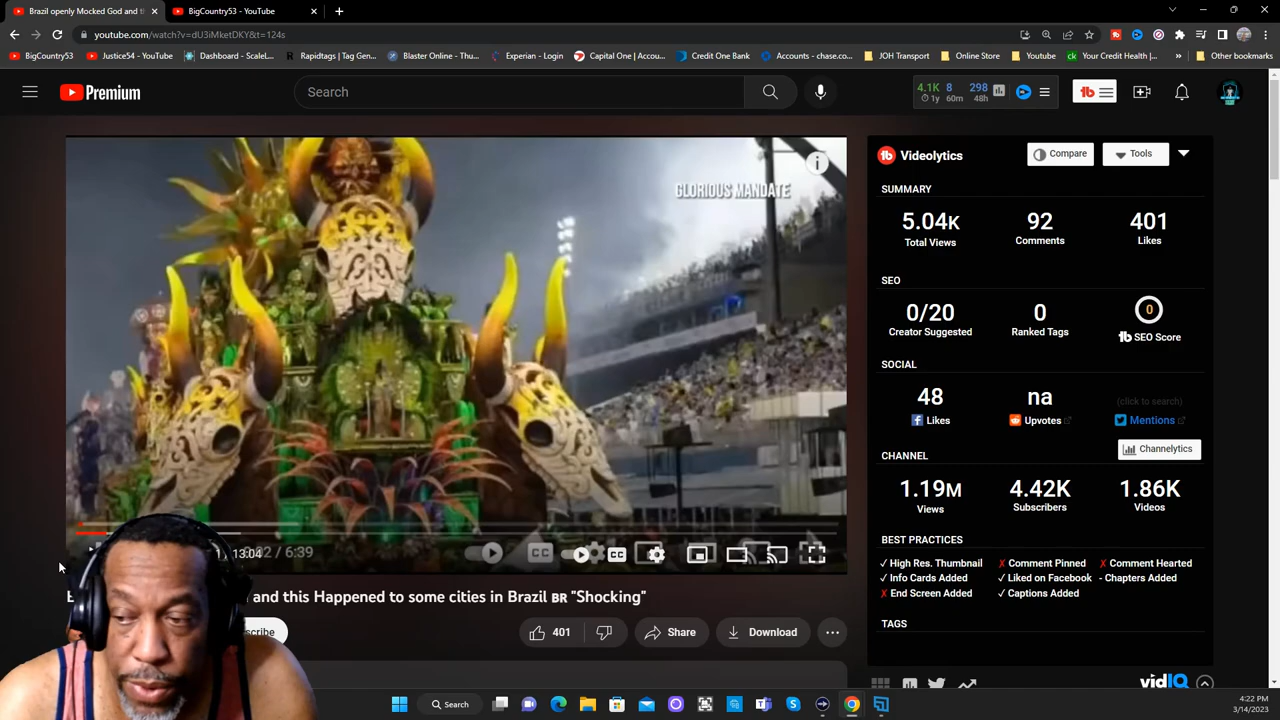 Brazil openly Mocked God and th
BigCountry53 - YouTube
youtube.com/watch?v=dU3iMketDKY&t=124s
BigCountry53
Justice54 - YouTube
Dashboard - ScaleL...
Rapidtags | Tag Gen...
Blaster Online - Thu...
Experian - Login
Capital One | Accou...
Credit One Bank
Accounts - chase.co...
JOH Transport
Online Store
Youtube
Your Credit Health |...
Other bookmarks
Premium
Search
4.1K 8 298
1y 60m 48h
GLORIOUS MANDATE
Videolytics
Compare
Tools
SUMMARY
5.04K 92 401
Total Views Comments Likes
SEO
0/20 0 0
Creator Suggested Ranked Tags SEO Score
SOCIAL
48 na (click to search)
Likes Upvotes Mentions
CHANNEL
Channelytics
1.19M 4.42K 1.86K
Views Subscribers Videos
BEST PRACTICES
✓ High Res. Thumbnail ✗ Comment Pinned ✗ Comment Hearted
✓ Info Cards Added ✓ Liked on Facebook - Chapters Added
✗ End Screen Added ✓ Captions Added
TAGS
vidIQ
/ 13:04
/ 6:39
CC
CC
and this Happened to some cities in Brazil BR "Shocking"
401
Share
Download
Search
4:22 PM
3/14/2023